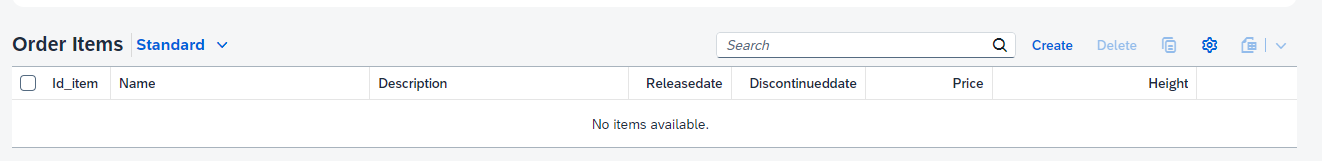 Order Items Standard Search Create Delete
Id_item Name Description Releasedate Discontinueddate Price Height
No items available.